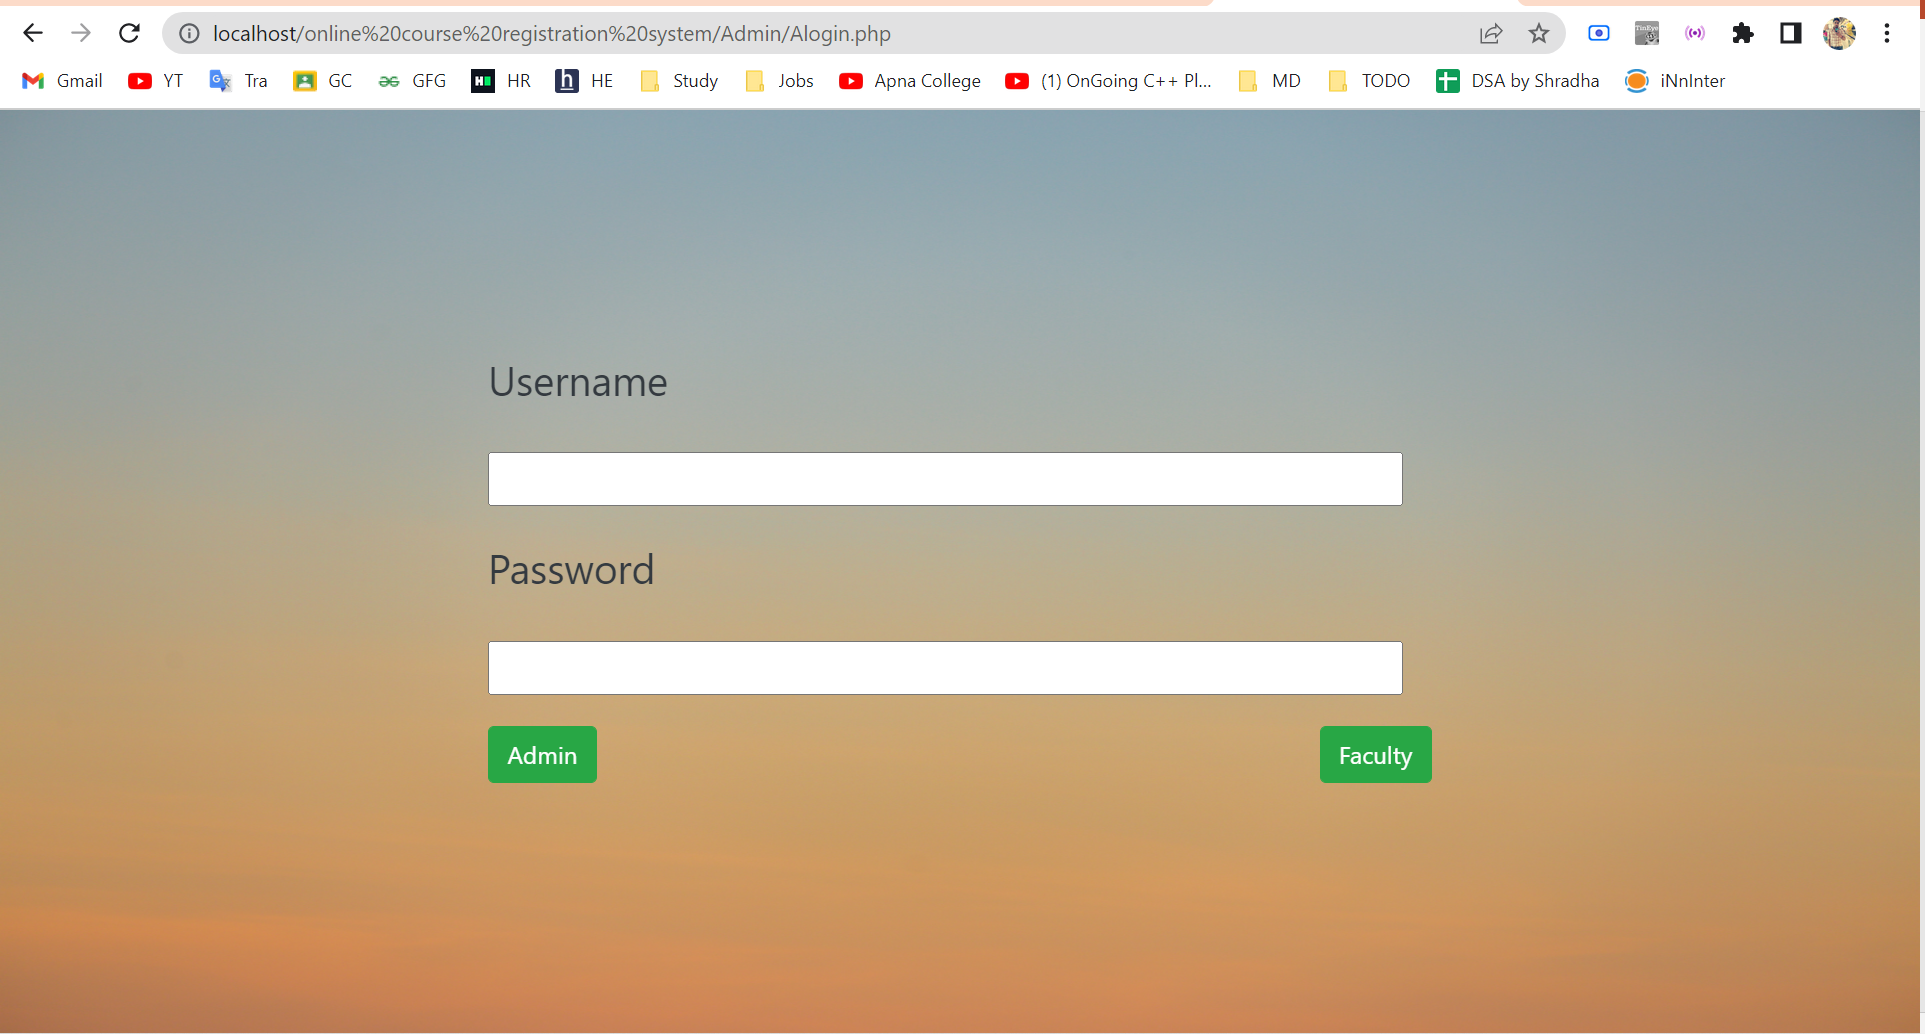 localhost/online%20course%20registration%20system/Admin/Alogin.php
Gmail YT Tra GC GFG HR HE Study Jobs Apna College (1) OnGoing C++ Pl... MD TODO DSA by Shradha iNnInter
Username
Password
Admin Faculty